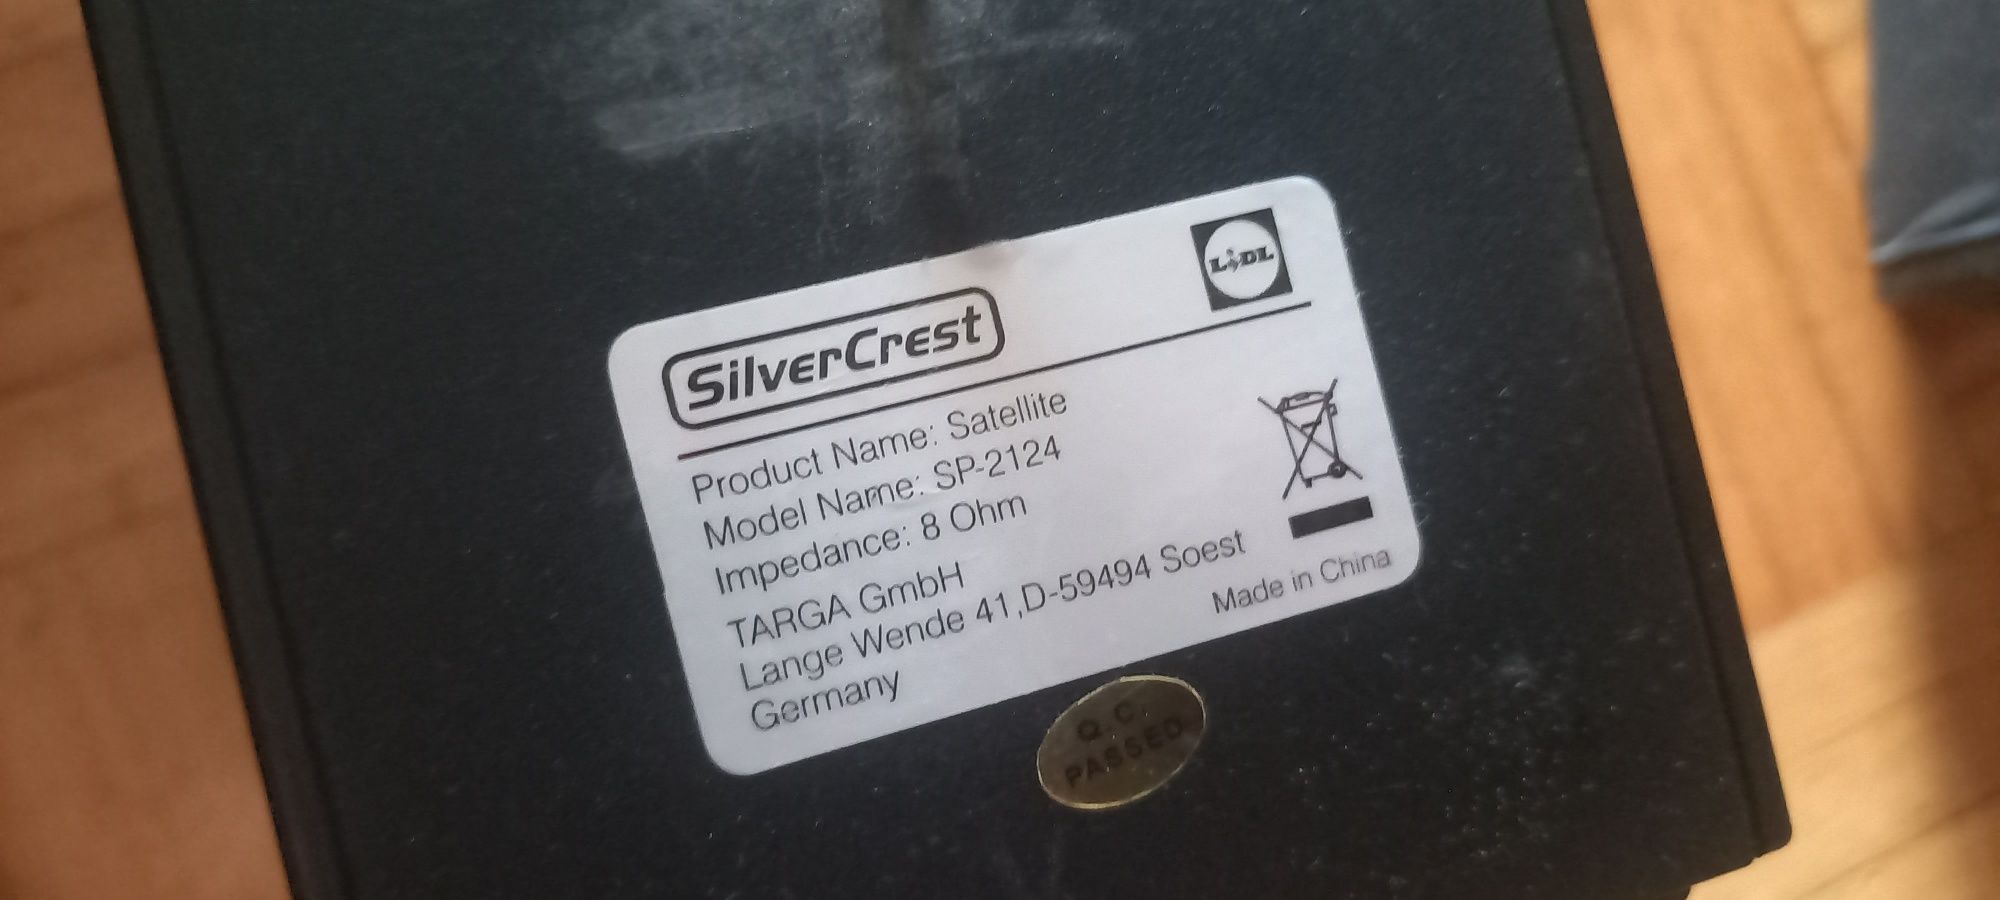 SilverCrest
LiDL
Product Name: Satellite
Model Name: SP-2124
Impedance: 8 Ohm
TARGA GmbH
Lange Wende 41,D-59494 Soest
Germany
Made in China
Q.C.
PASSED